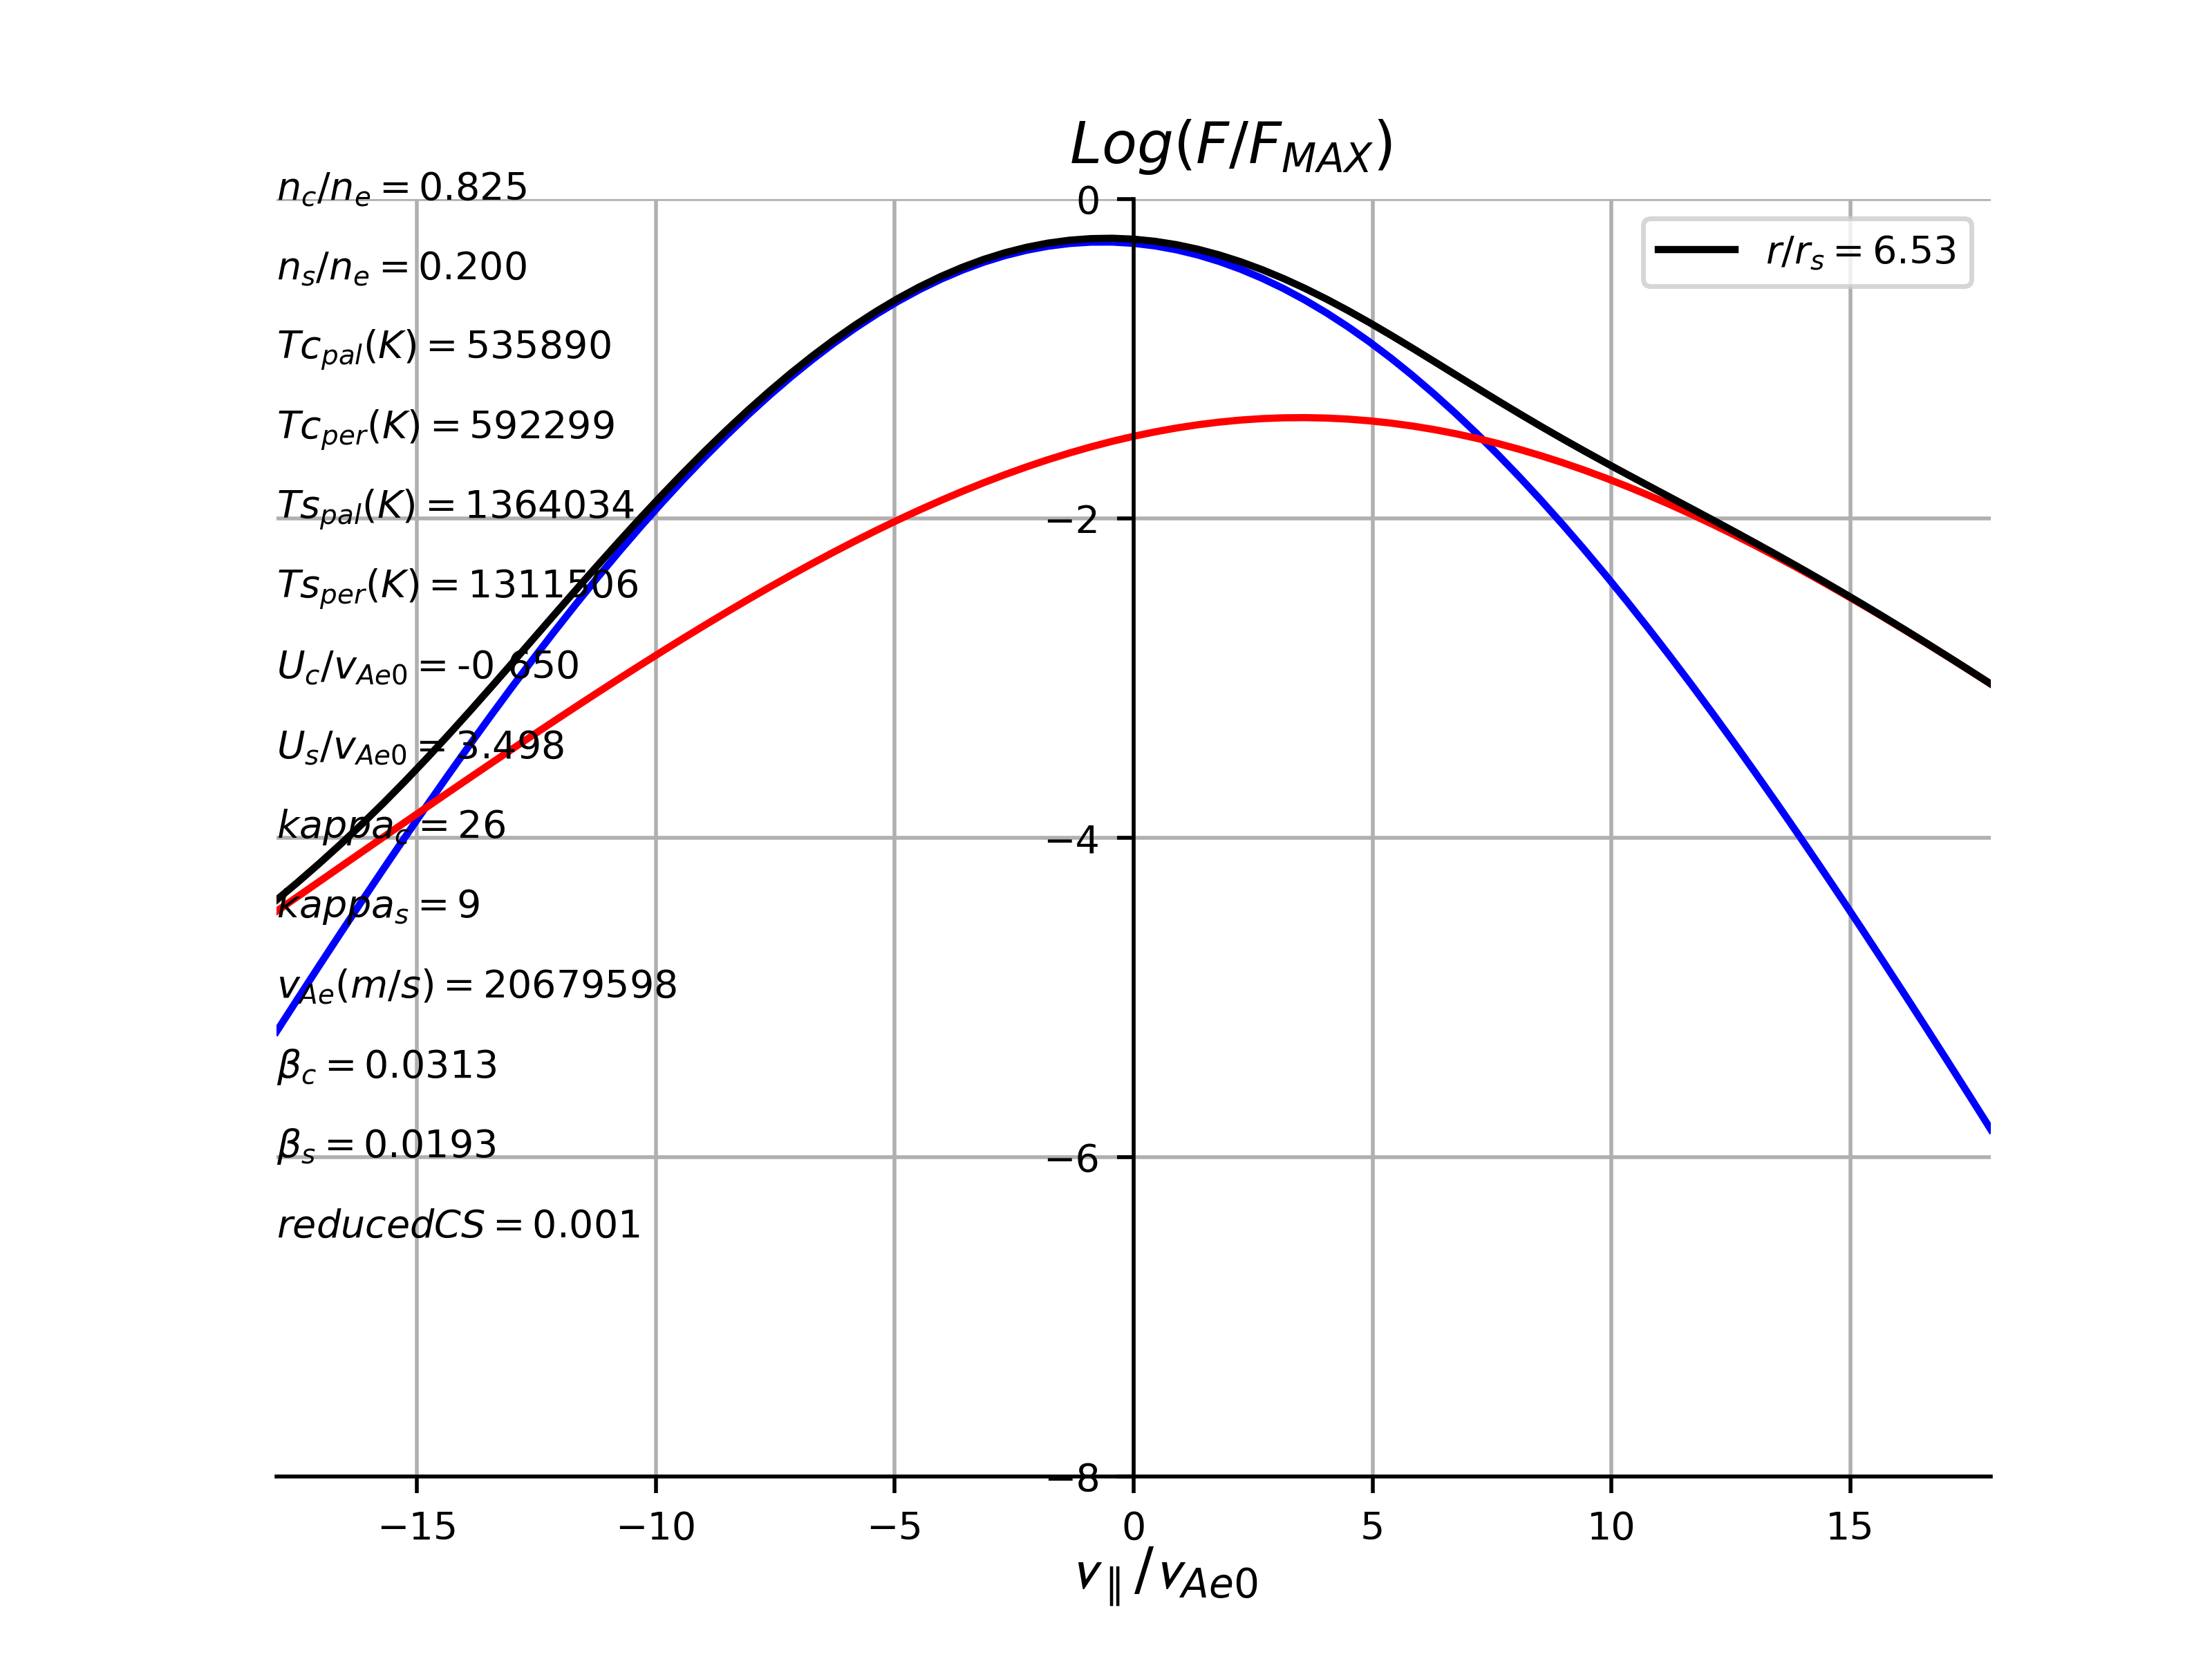 Log(F/F_MAX)
n_c/n_e = 0.825
n_s/n_e = 0.200
Tc_pal(K) = 535890
Tc_per(K) = 592299
Ts_pal(K) = 1364034
Ts_per(K) = 1311506
U_c/v_Ae0 = -0.650
U_s/v_Ae0 = 3.498
kappa_c = 26
kappa_s = 9
v_Ae(m/s) = 20679598
β_c = 0.0313
β_s = 0.0193
reducedCS = 0.001
r/r_s = 6.53
0
−2
−4
−6
−8
−15 −10 −5 0 5 10 15
v_∥/v_Ae0